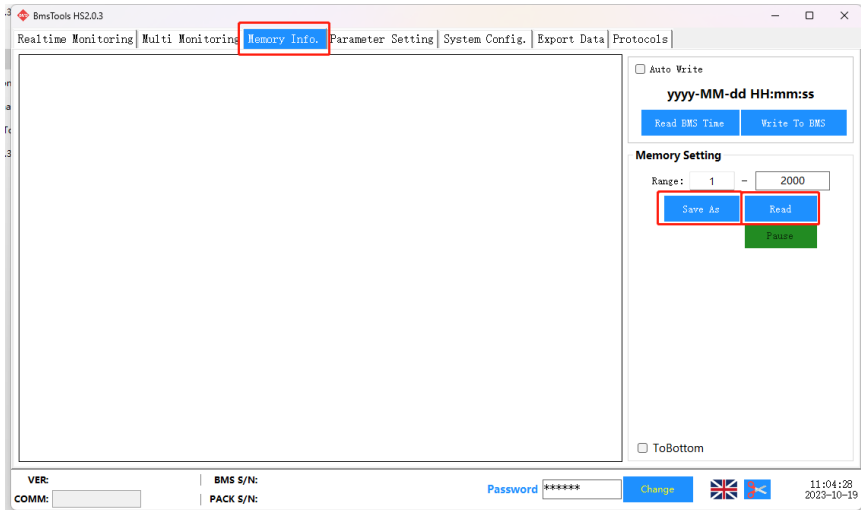 BmsTools HS2.0.3
Realtime Monitoring Multi Monitoring Memory Info. Parameter Setting System Config. Export Data Protocols
Auto Write
yyyy-MM-dd HH:mm:ss
Read BMS Time Write To BMS
Memory Setting
Range: 1 - 2000
Save As Read
Pause
ToBottom
VER: BMS S/N:
COMM: PACK S/N:
Password ****** Change
11:04:28
2023-10-19